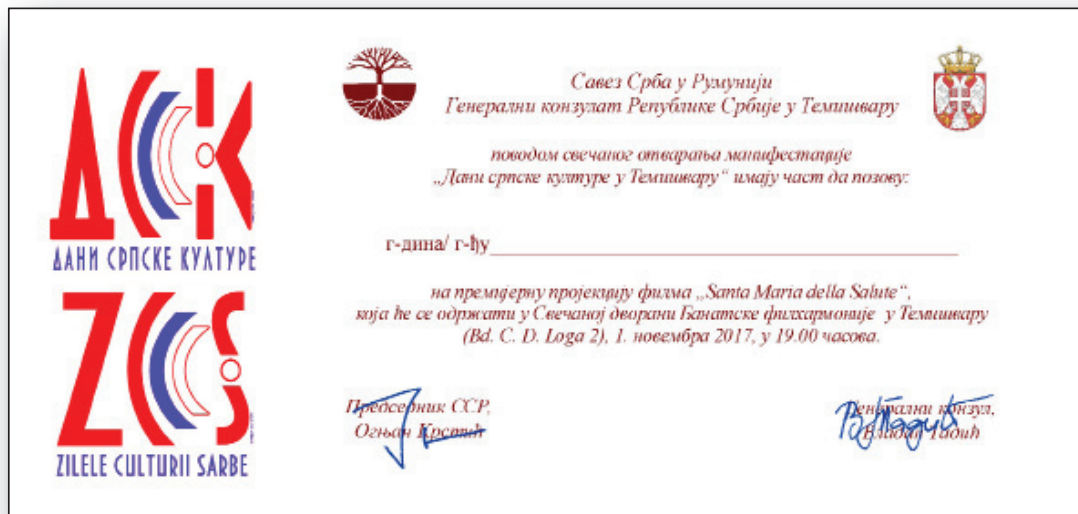 ДССК
ДАНИ СРПСКЕ КУЛТУРЕ
ZCCS
ZILELE CULTURII SARBE
Савез Срба у Румунији
Генерални конзулат Републике Србије у Темишвару
поводом свечаног отварања манифестације
„Дани српске културе у Темишвару“ имају част да позову:
г-дина/ г-ђу
на премијерну пројекцију филма „Santa Maria della Salute“,
која ће се одржати у Свечаној дворани Банатске филхармоније у Темишвару
(Bd. C. D. Loga 2), 1. новембра 2017, у 19.00 часова.
Председник ССР,
Огњан Крстић
Генерални конзул,
Владан Тадић